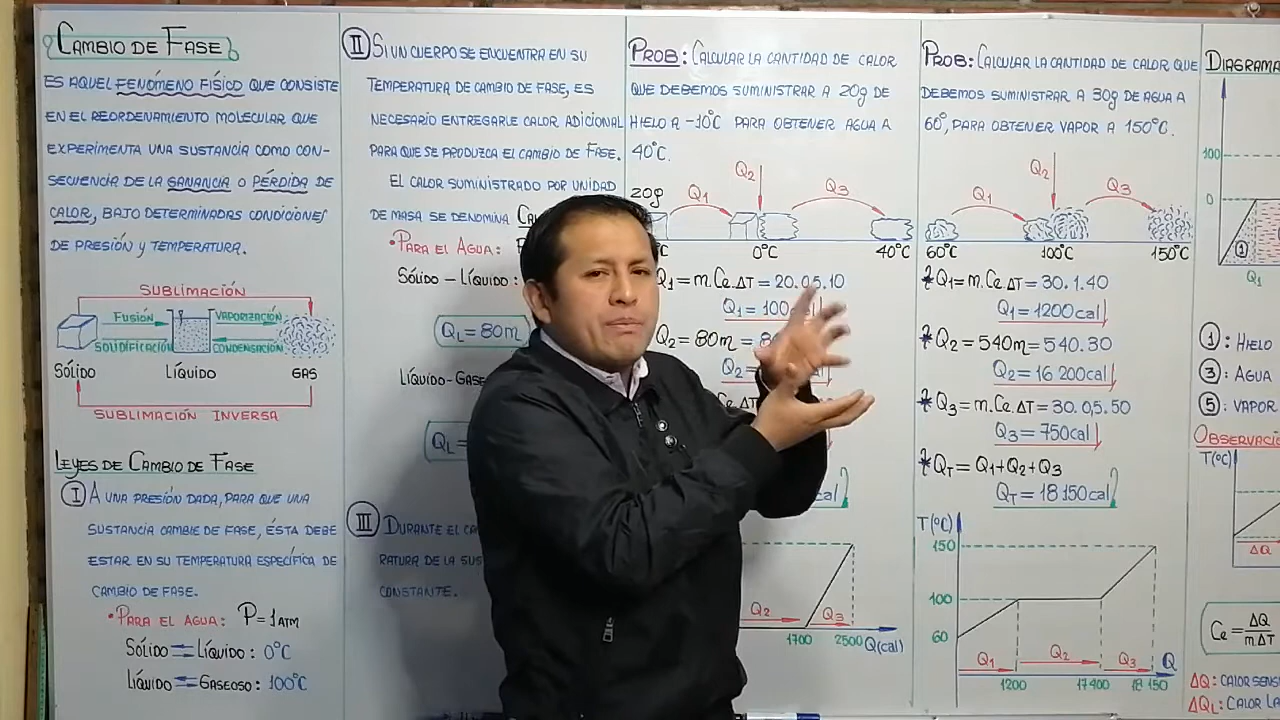 CAMBIO DE FASE
ES AQUEL FENÓMENO FÍSICO QUE CONSISTE
EN EL REORDENAMIENTO MOLECULAR QUE
EXPERIMENTA UNA SUSTANCIA COMO CON-
SECUENCIA DE LA GANANCIA O PÉRDIDA DE
CALOR, BAJO DETERMINADAS CONDICIONES
DE PRESIÓN Y TEMPERATURA.
SUBLIMACIÓN
FUSIÓN
VAPORIZACIÓN
SOLIDIFICACIÓN
CONDENSACIÓN
SÓLIDO
LÍQUIDO
GAS
SUBLIMACIÓN INVERSA
LEYES DE CAMBIO DE FASE
I A UNA PRESIÓN DADA, PARA QUE UNA
SUSTANCIA CAMBIE DE FASE, ÉSTA DEBE
ESTAR EN SU TEMPERATURA ESPECÍFICA DE
CAMBIO DE FASE.
• PARA EL AGUA: P=1ATM
SÓLIDO LÍQUIDO: 0°C
LÍQUIDO GASEOSO: 100°C
II SI UN CUERPO SE ENCUENTRA EN SU
TEMPERATURA DE CAMBIO DE FASE, ES
NECESARIO ENTREGARLE CALOR ADICIONAL
PARA QUE SE PRODUZCA EL CAMBIO DE FASE.
EL CALOR SUMINISTRADO POR UNIDAD
DE MASA SE DENOMINA
• PARA EL AGUA:
SÓLIDO – LÍQUIDO:
QL = 80m
LÍQUIDO - GASE
QL =
III DURANTE EL CA
RATURA DE LA SUS
CONSTANTE.
PROB: CALCULAR LA CANTIDAD DE CALOR
QUE DEBEMOS SUMINISTRAR A 20g DE
HIELO A -10°C PARA OBTENER AGUA A
40°C.
20g
Q1
Q2
Q3
0°C
40°C
Q1 = m.Ce ΔT = 20.0,5.10
Q1 = 100cal
Q2 = 80m = 80
Q2 =
Ce ΔT
cal
Q2
Q3
1700
2500
Q(cal)
PROB: CALCULAR LA CANTIDAD DE CALOR QUE
DEBEMOS SUMINISTRAR A 30g DE AGUA A
60°, PARA OBTENER VAPOR A 150°C.
Q1
Q2
Q3
60°C
100°C
150°C
* Q1 = m.Ce ΔT = 30.1.40
Q1 = 1200cal
* Q2 = 540m = 540.30
Q2 = 16 200cal
* Q3 = m.Ce ΔT = 30.0,5.50
Q3 = 750cal
* QT = Q1 + Q2 + Q3
QT = 18 150cal
T(°C)
150
100
60
Q1
Q2
Q3
Q
1200
17400
18 150
DIAGRAMA
100
0
1
Q1
1: HIELO
3: AGUA
5: VAPOR
OBSERVACIÓ
T(°C)
ΔQ
Ce = ΔQ
m ΔT
ΔQ: CALOR SENS
ΔQL: CALOR LA